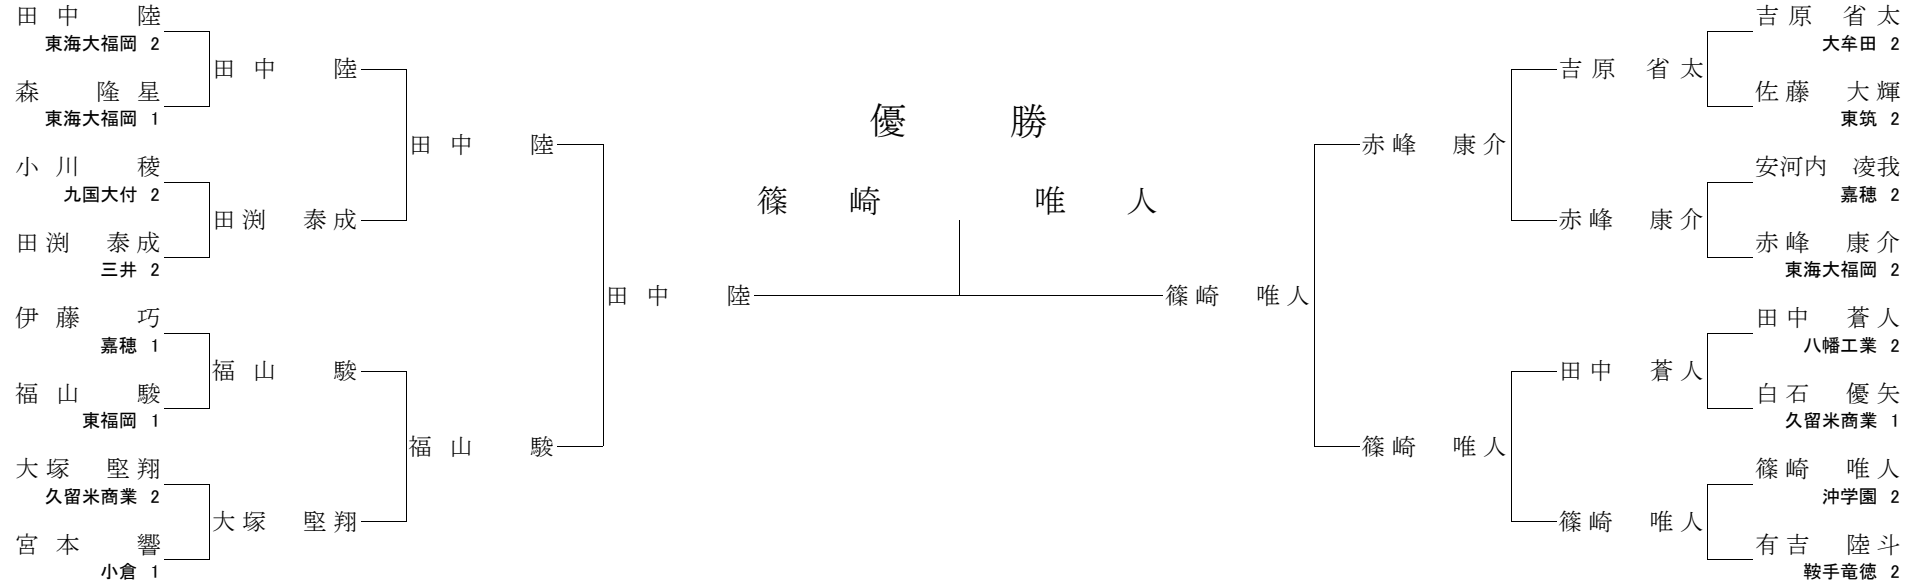 田中 陸
東海大福岡 2
森 隆星
東海大福岡 1
小川 稜
九国大付 2
田渕 泰成
三井 2
伊藤 巧
嘉穂 1
福山 駿
東福岡 1
大塚 堅翔
久留米商業 2
宮本 響
小倉 1
田中 陸
田渕 泰成
福山 駿
大塚 堅翔
田中 陸
福山 駿
田中 陸
優勝
篠崎 唯人
篠崎 唯人
赤峰 康介
篠崎 唯人
吉原 省太
赤峰 康介
田中 蒼人
篠崎 唯人
吉原 省太
大牟田 2
佐藤 大輝
東筑 2
安河内 凌我
嘉穂 2
赤峰 康介
東海大福岡 2
田中 蒼人
八幡工業 2
白石 優矢
久留米商業 1
篠崎 唯人
沖学園 2
有吉 陸斗
鞍手竜徳 2